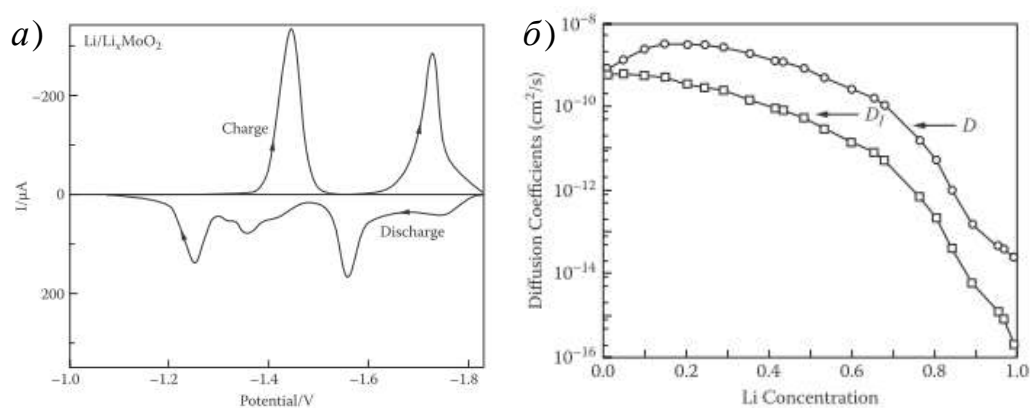 а)
Li/LiₓMoO₂
Charge
Discharge
I/μA
-200
0
200
-1.0
-1.2
-1.4
-1.6
-1.8
Potential/V
б)
10⁻⁸
10⁻¹⁰
10⁻¹²
10⁻¹⁴
10⁻¹⁶
Diffusion Coefficients (cm²/s)
D_J
D
0.0
0.2
0.4
0.6
0.8
1.0
Li Concentration